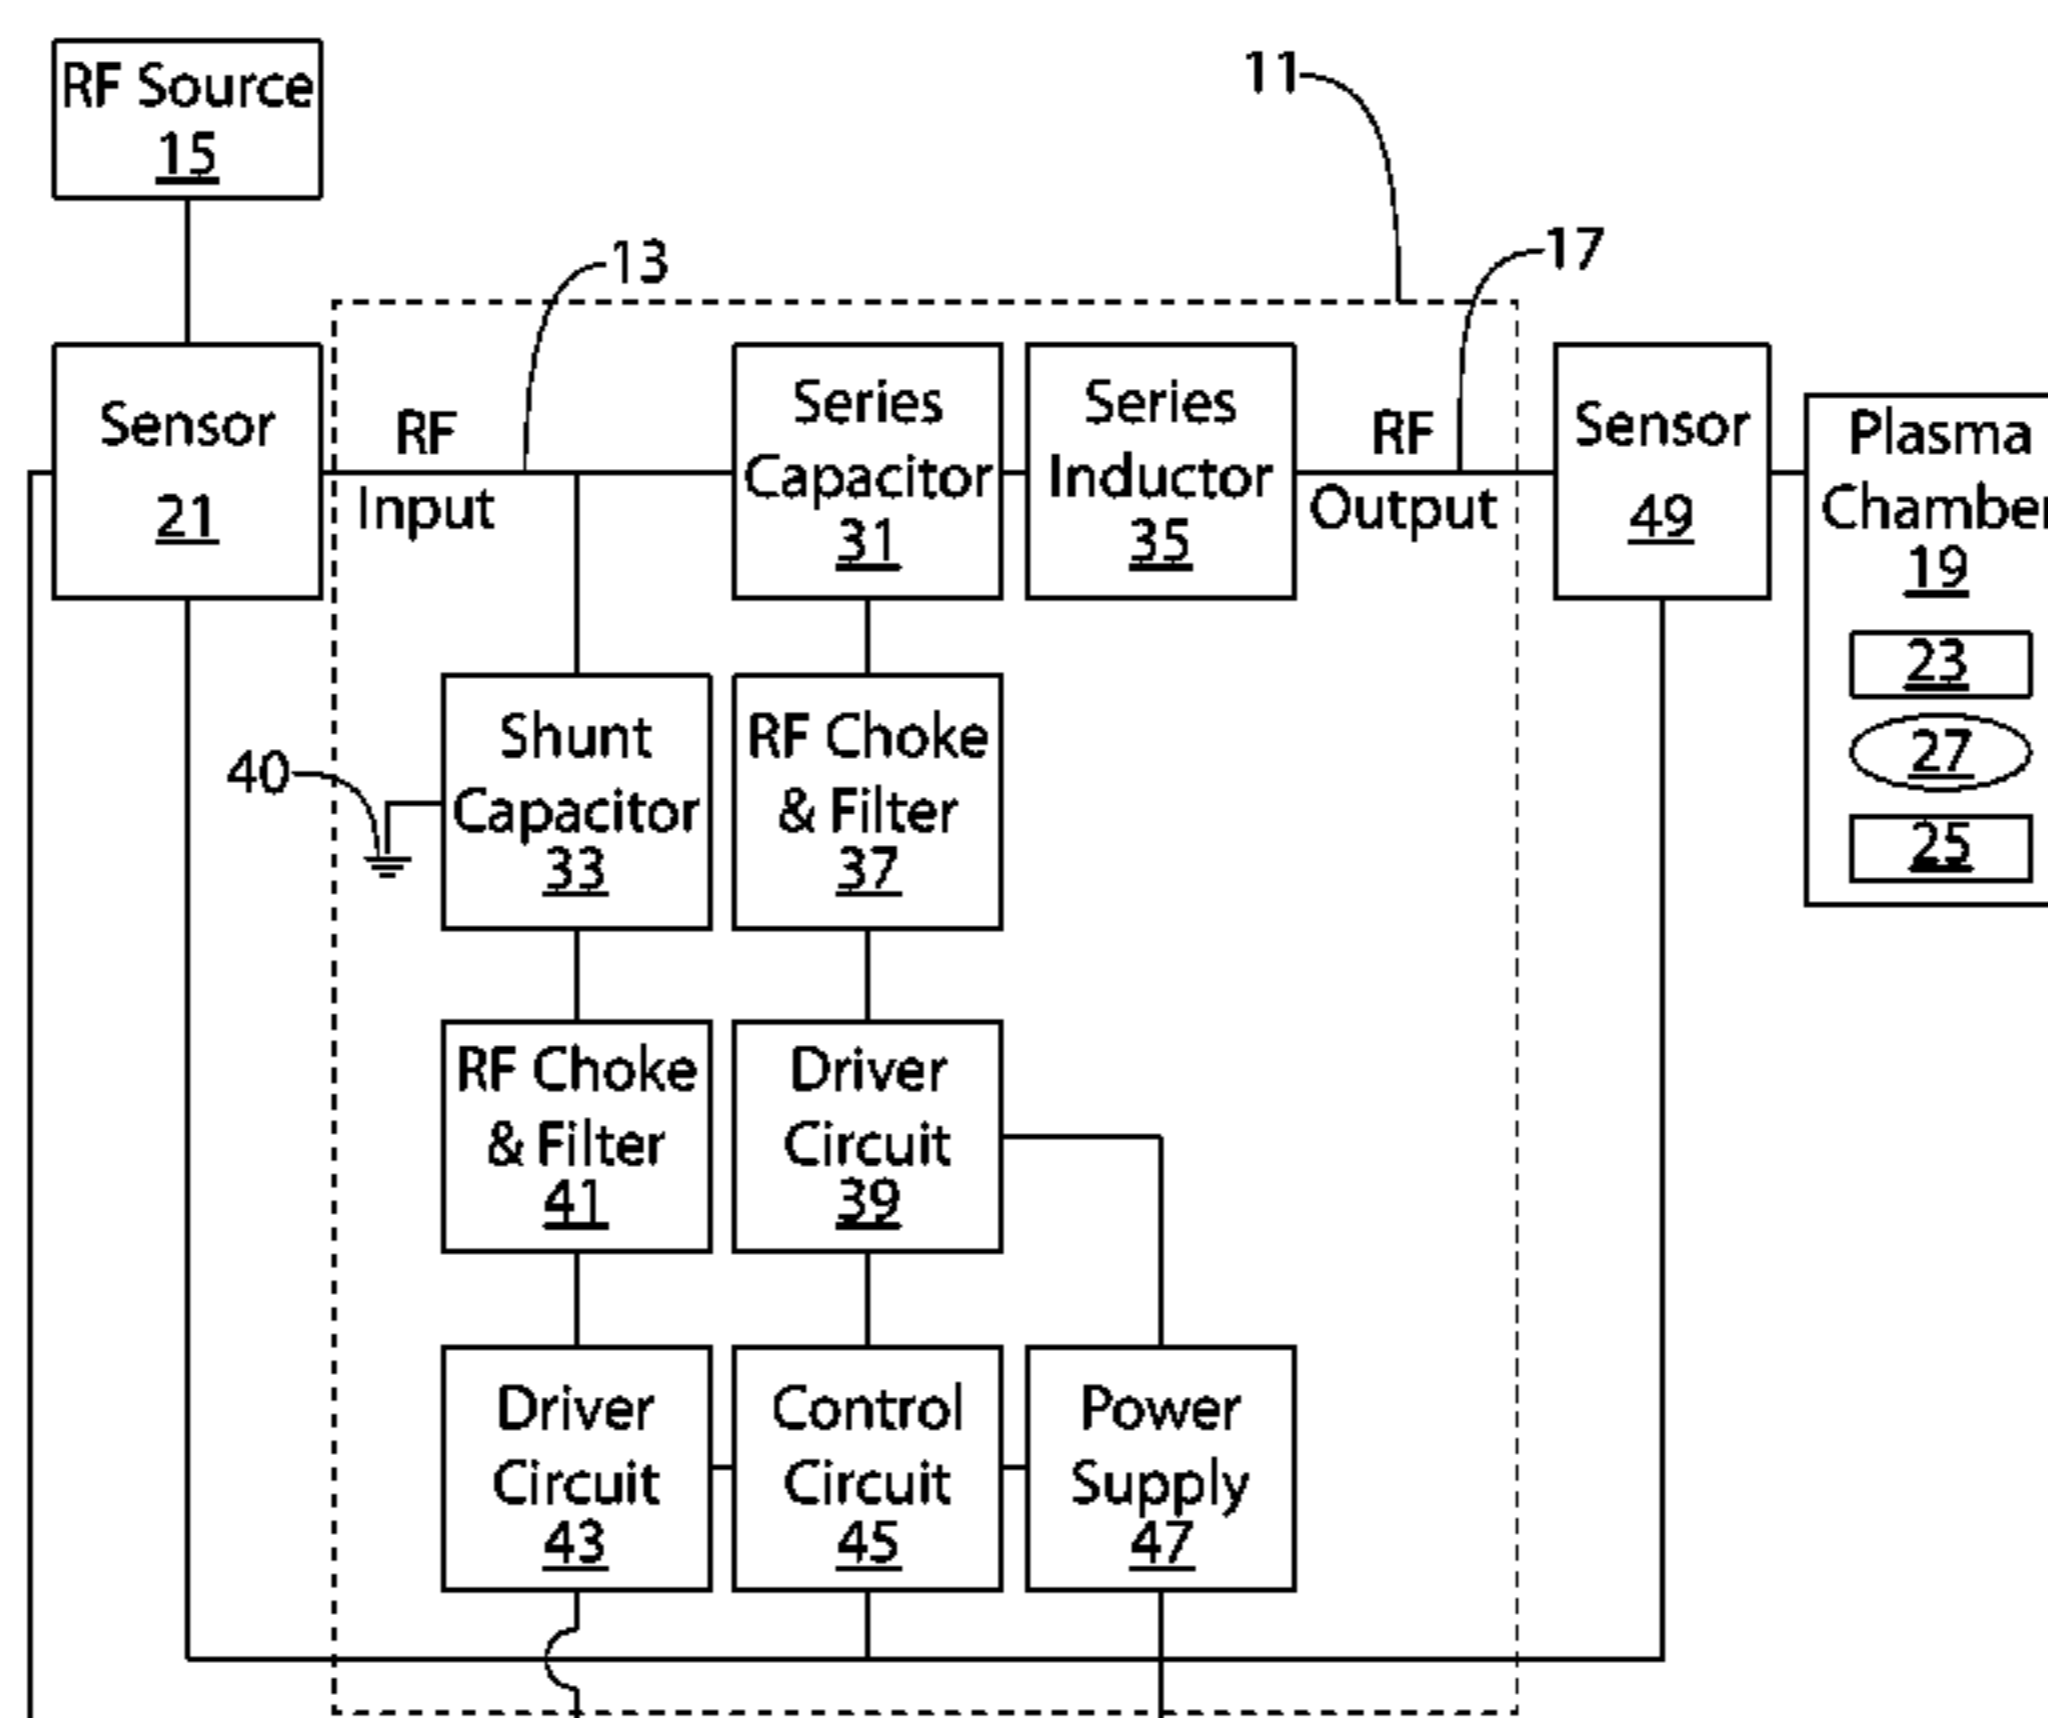 RF Source
15
11
13
17
Sensor
21
RF
Input
Series
Capacitor
31
Series
Inductor
35
RF
Output
Sensor
49
Plasma
Chamber
19
23
27
25
40
Shunt
Capacitor
33
RF Choke
& Filter
37
RF Choke
& Filter
41
Driver
Circuit
39
Driver
Circuit
43
Control
Circuit
45
Power
Supply
47